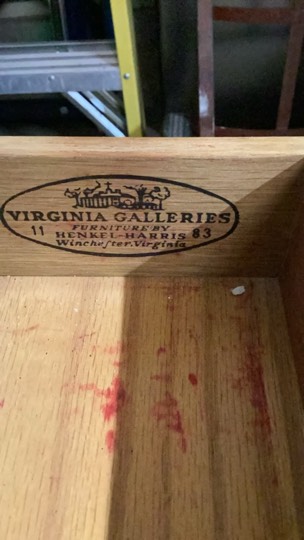 VIRGINIA GALLERIES
FURNITURE BY
11 HENKEL-HARRIS 83
Winchester, Virginia